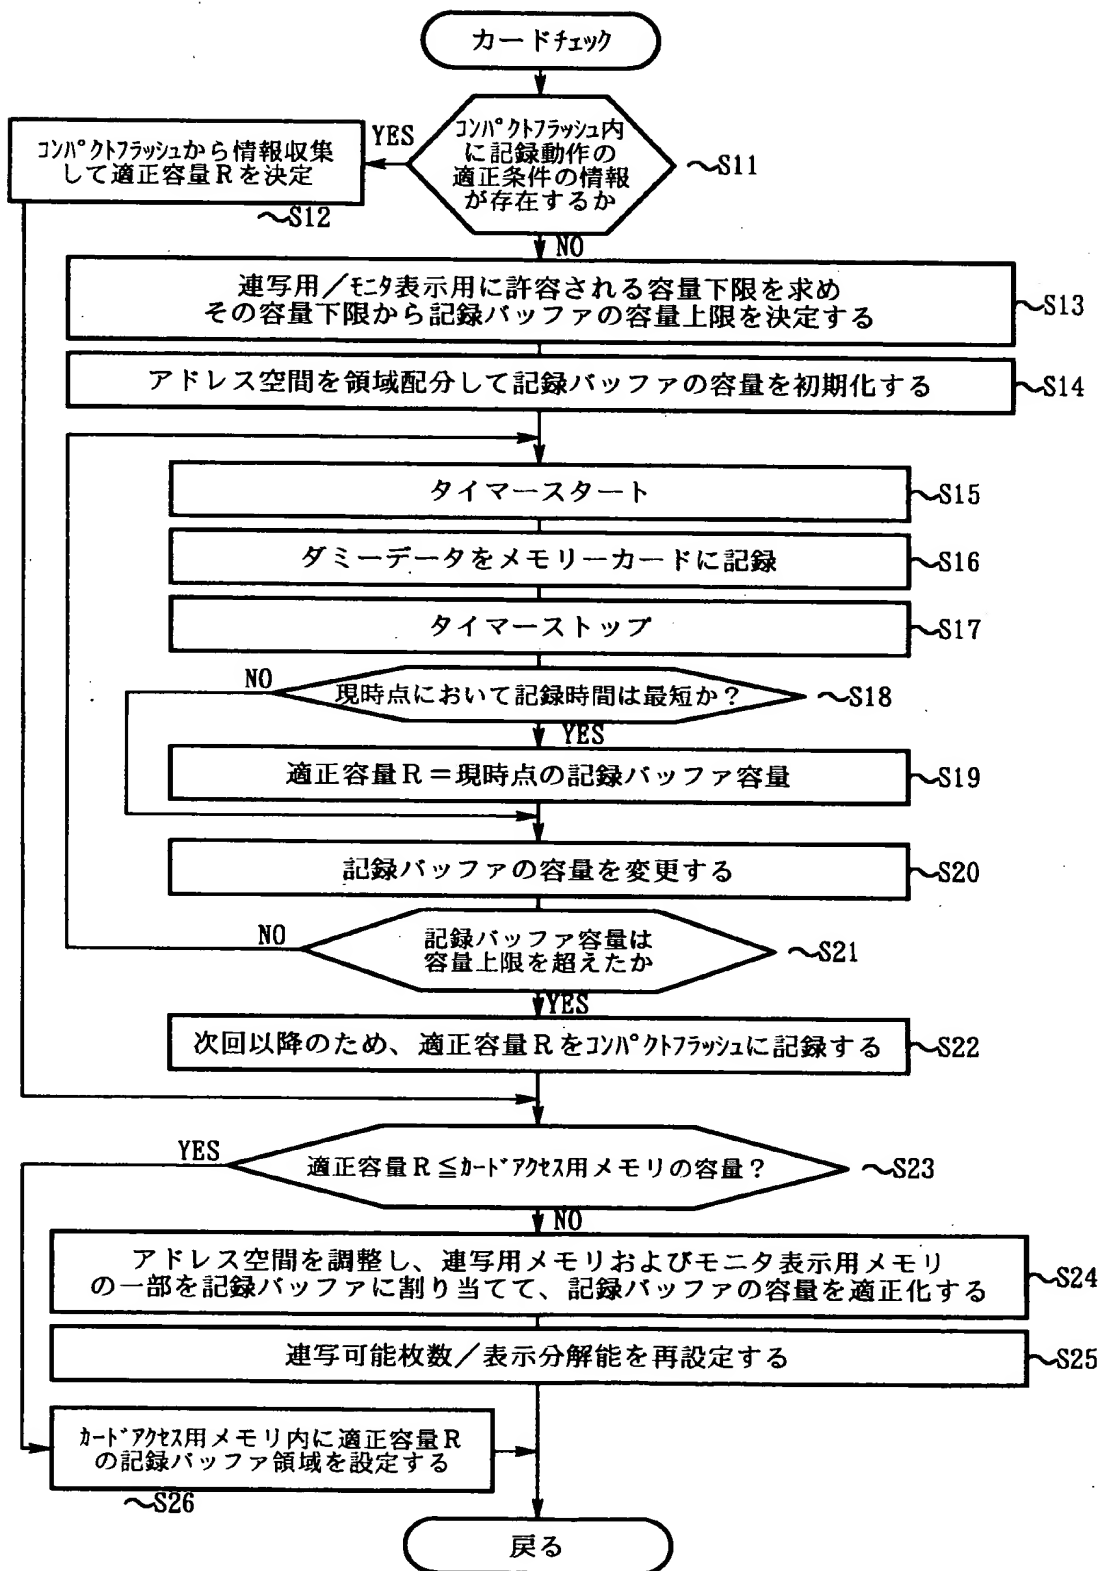 カードチェック
コンパクトフラッシュ内
に記録動作の
適正条件の情報
が存在するか
~S11
YES
コンパクトフラッシュから情報収集
して適正容量Rを決定
~S12
NO
連写用/モニタ表示用に許容される容量下限を求め
その容量下限から記録バッファの容量上限を決定する
~S13
アドレス空間を領域配分して記録バッファの容量を初期化する
~S14
タイマースタート
~S15
ダミーデータをメモリーカードに記録
~S16
タイマーストップ
~S17
NO
現時点において記録時間は最短か?
~S18
YES
適正容量R=現時点の記録バッファ容量
~S19
記録バッファの容量を変更する
~S20
NO
記録バッファ容量は
容量上限を超えたか
~S21
YES
次回以降のため、適正容量Rをコンパクトフラッシュに記録する
~S22
YES
適正容量R≦カードアクセス用メモリの容量?
~S23
NO
アドレス空間を調整し、連写用メモリおよびモニタ表示用メモリ
の一部を記録バッファに割り当てて、記録バッファの容量を適正化する
~S24
連写可能枚数/表示分解能を再設定する
~S25
カードアクセス用メモリ内に適正容量R
の記録バッファ領域を設定する
~S26
戻る